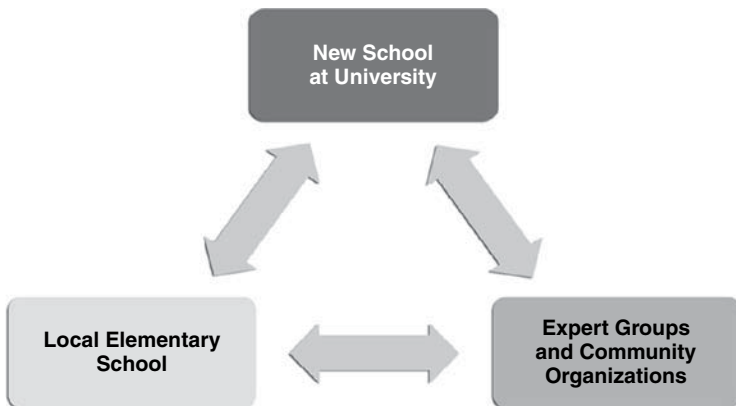 New School
at University
Local Elementary
School
Expert Groups
and Community
Organizations